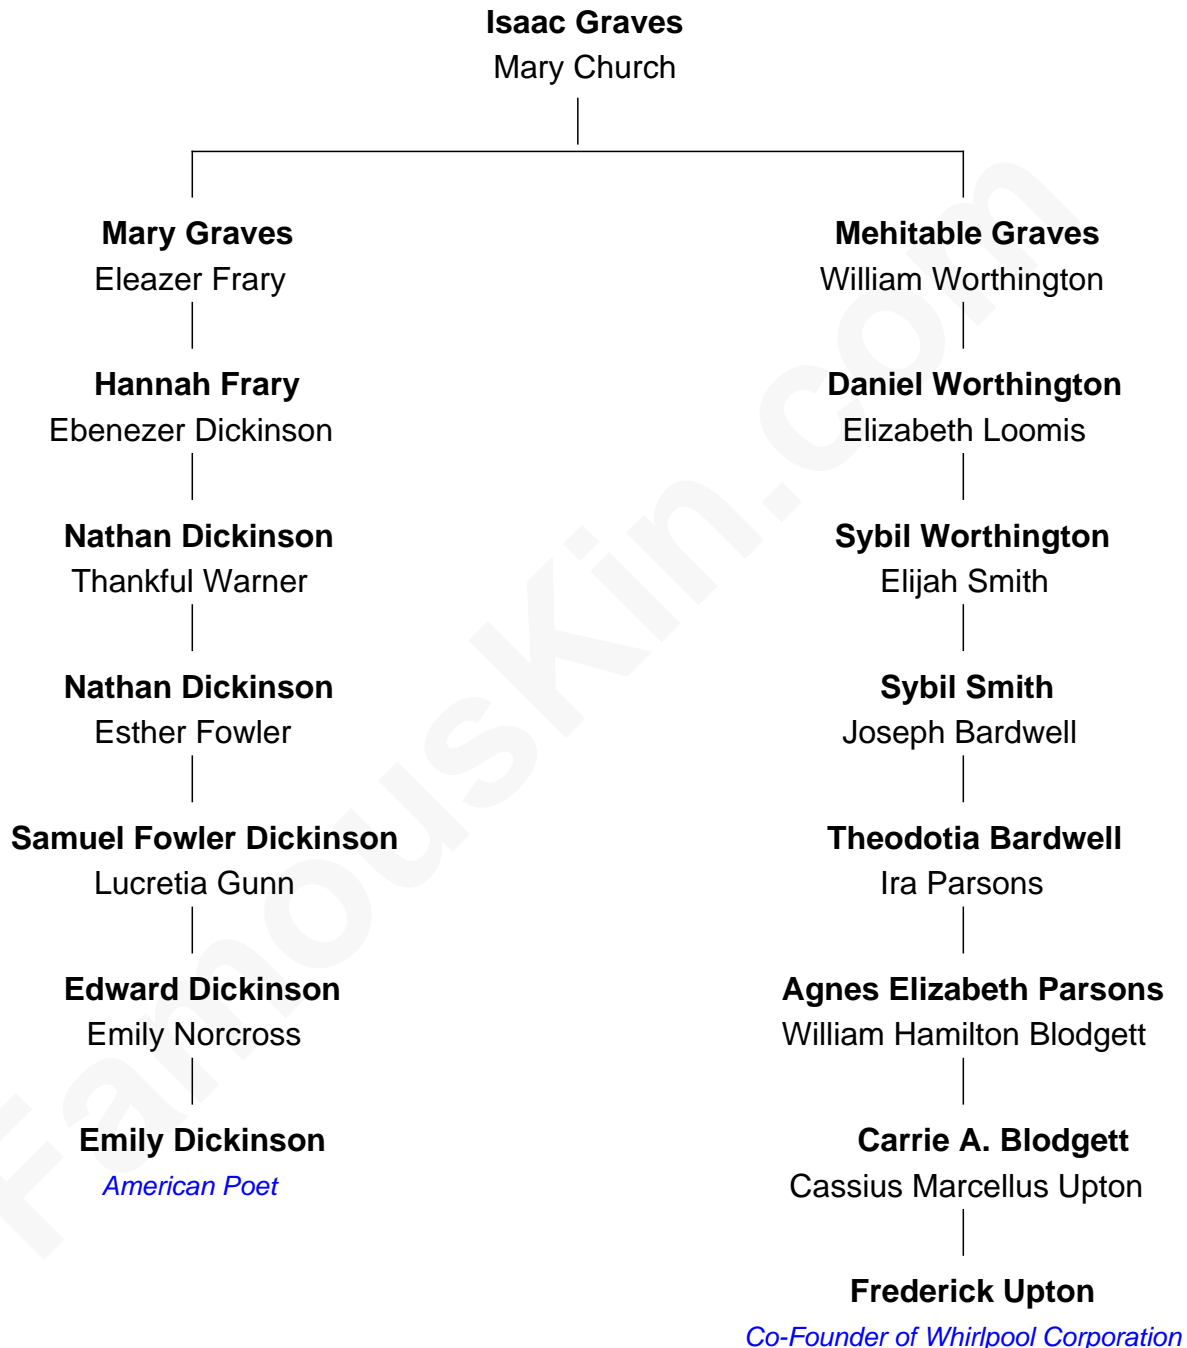 Isaac Graves
Mary Church
Mary Graves
Eleazer Frary
Mehitable Graves
William Worthington
Hannah Frary
Ebenezer Dickinson
Daniel Worthington
Elizabeth Loomis
Nathan Dickinson
Thankful Warner
Sybil Worthington
Elijah Smith
Nathan Dickinson
Esther Fowler
Sybil Smith
Joseph Bardwell
Samuel Fowler Dickinson
Lucretia Gunn
Theodotia Bardwell
Ira Parsons
Edward Dickinson
Emily Norcross
Agnes Elizabeth Parsons
William Hamilton Blodgett
Emily Dickinson
American Poet
Carrie A. Blodgett
Cassius Marcellus Upton
Frederick Upton
Co-Founder of Whirlpool Corporation
FamousKin.com